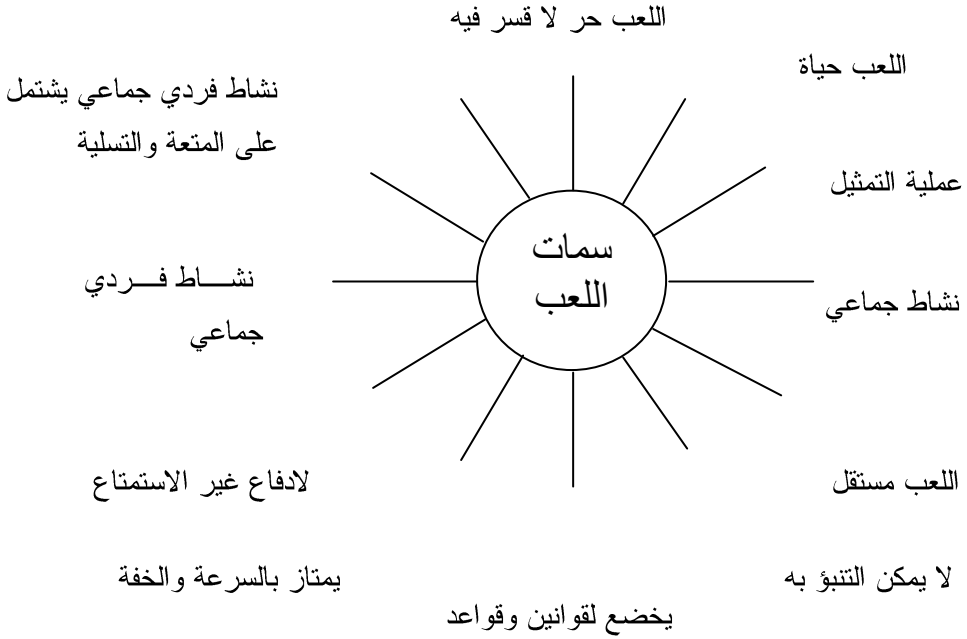 اللعب حر لا قسر فيه
اللعب حياة
نشاط فردي جماعي يشتمل
على المتعة والتسلية
عملية التمثيل
سمات
اللعب
نشـــاط فـــردي
جماعي
نشاط جماعي
اللعب مستقل
لادفاع غير الاستمتاع
لا يمكن التنبؤ به
يمتاز بالسرعة والخفة
يخضع لقوانين وقواعد